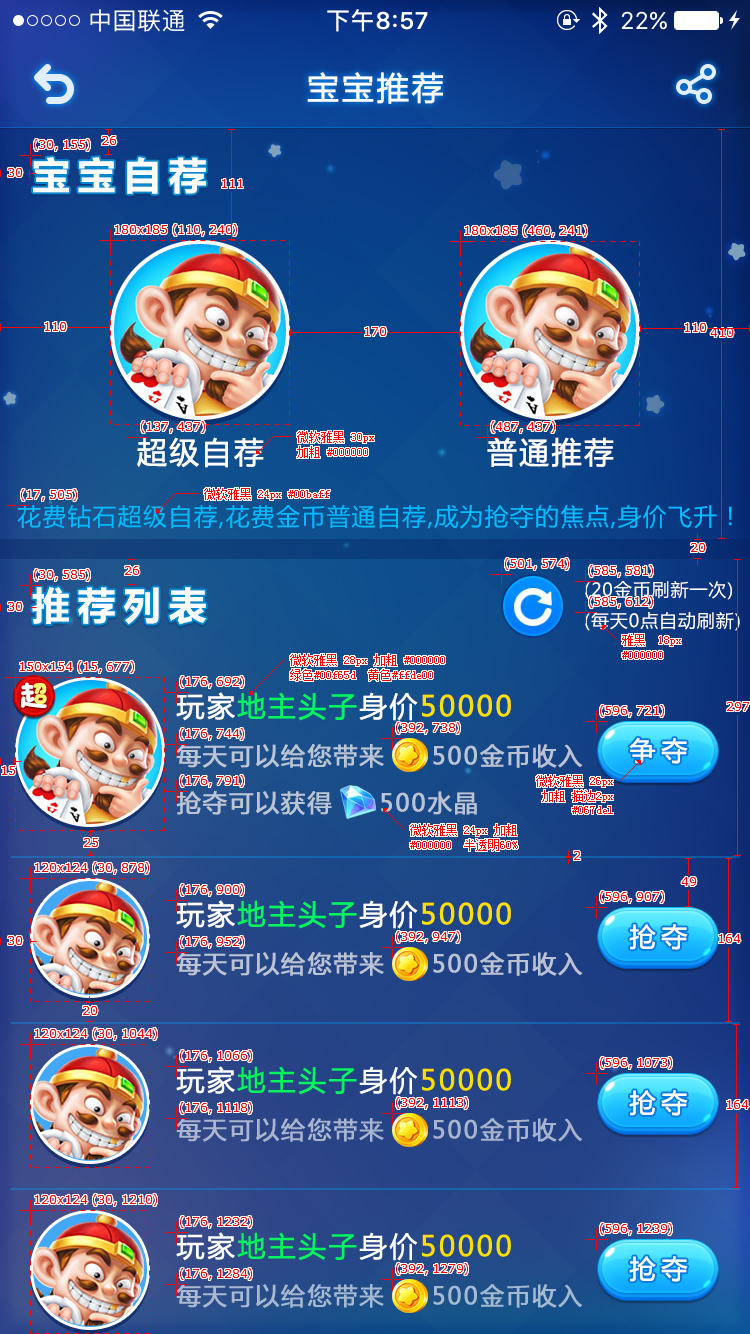 中国联通 下午8:57 22%
宝宝推荐
(30, 155) 26
30 宝宝自荐 111
180x185 (110, 240) 180x185 (460, 241)
110 170 110 410
(137, 437) (487, 437)
超级自荐 普通推荐
微软雅黑 30px
加粗 #000000
(17, 505) 微软雅黑 24px #00baff
花费钻石超级自荐,花费金币普通自荐,成为抢夺的焦点,身价飞升！
20
(30, 585) 26 (501, 574) (585, 581)
30 推荐列表 (20金币刷新一次)
(585, 612)
(每天0点自动刷新)
雅黑 18px
#000000
150x154 (15, 677) 微软雅黑 28px 加粗 #000000
绿色#00f65d 黄色#ffde00
超 (176, 692)
玩家地主头子身价50000 297
(176, 744) (392, 738) (596, 721)
15 每天可以给您带来 500金币收入 争夺
(176, 791)
抢夺可以获得 500水晶
微软雅黑 26px
加粗 描边2px
#067de1
25 微软雅黑 24px 加粗
#000000 半透明60%
2
120x124 (30, 878) (176, 900) 49
玩家地主头子身价50000 (596, 907)
30 (176, 952) (392, 947) 抢夺 164
每天可以给您带来 500金币收入
20
120x124 (30, 1044) (176, 1066) (596, 1073)
玩家地主头子身价50000
(176, 1118) (392, 1113) 抢夺 164
每天可以给您带来 500金币收入
120x124 (30, 1210) (176, 1232) (596, 1239)
玩家地主头子身价50000
(176, 1284) (392, 1279) 抢夺
每天可以给您带来 500金币收入